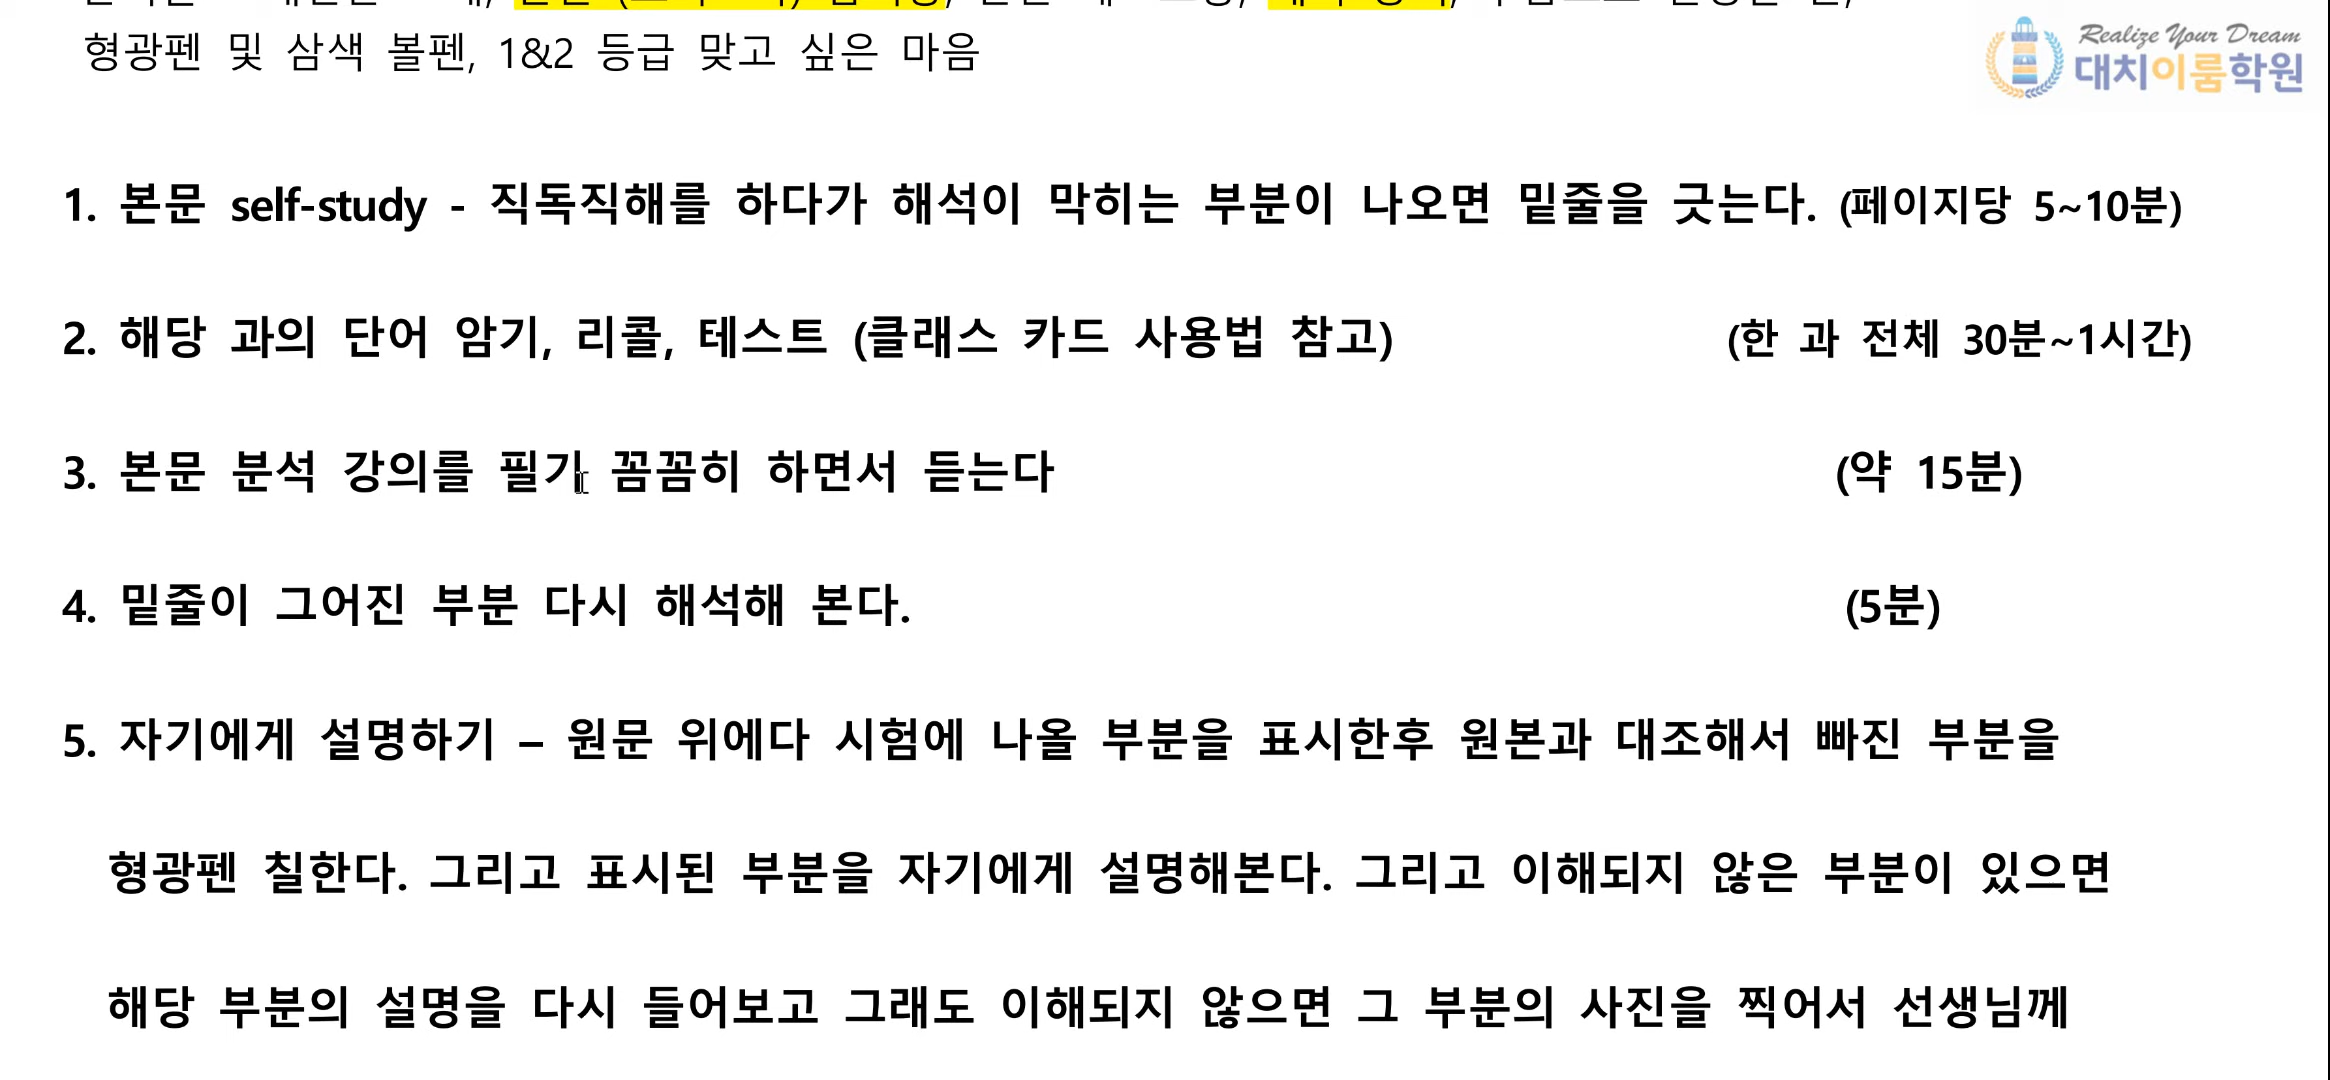 형광펜 및 삼색 볼펜, 1&2 등급 맞고 싶은 마음
Realize Your Dream
대치이룸학원
1. 본문 self-study - 직독직해를 하다가 해석이 막히는 부분이 나오면 밑줄을 긋는다. (페이지당 5~10분)
2. 해당 과의 단어 암기, 리콜, 테스트 (클래스 카드 사용법 참고) (한 과 전체 30분~1시간)
3. 본문 분석 강의를 필기 꼼꼼히 하면서 듣는다 (약 15분)
4. 밑줄이 그어진 부분 다시 해석해 본다. (5분)
5. 자기에게 설명하기 – 원문 위에다 시험에 나올 부분을 표시한후 원본과 대조해서 빠진 부분을
형광펜 칠한다. 그리고 표시된 부분을 자기에게 설명해본다. 그리고 이해되지 않은 부분이 있으면
해당 부분의 설명을 다시 들어보고 그래도 이해되지 않으면 그 부분의 사진을 찍어서 선생님께